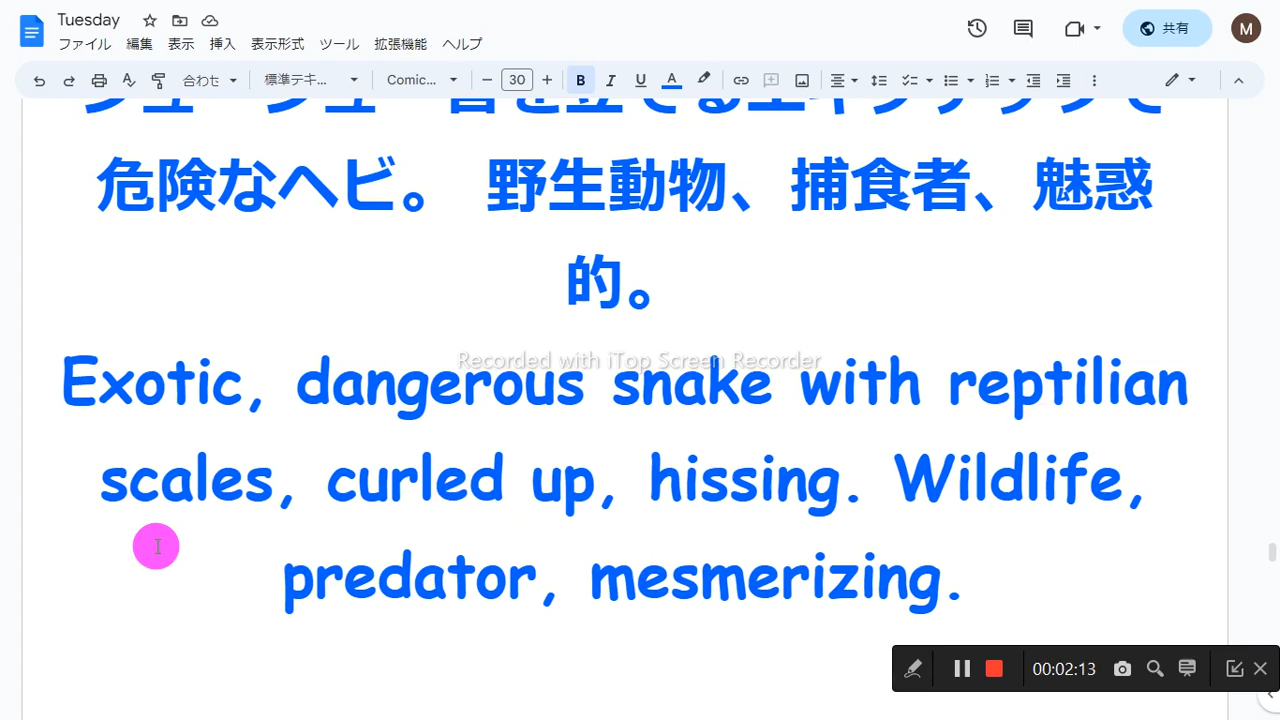 Tuesday
ファイル 編集 表示 挿入 表示形式 ツール 拡張機能 ヘルプ
共有
M
合わせ 標準テキ... Comic... 30 B I U A
危険なヘビ。 野生動物、捕食者、魅惑
的。
Recorded with iTop Screen Recorder
Exotic, dangerous snake with reptilian
scales, curled up, hissing. Wildlife,
predator, mesmerizing.
00:02:13